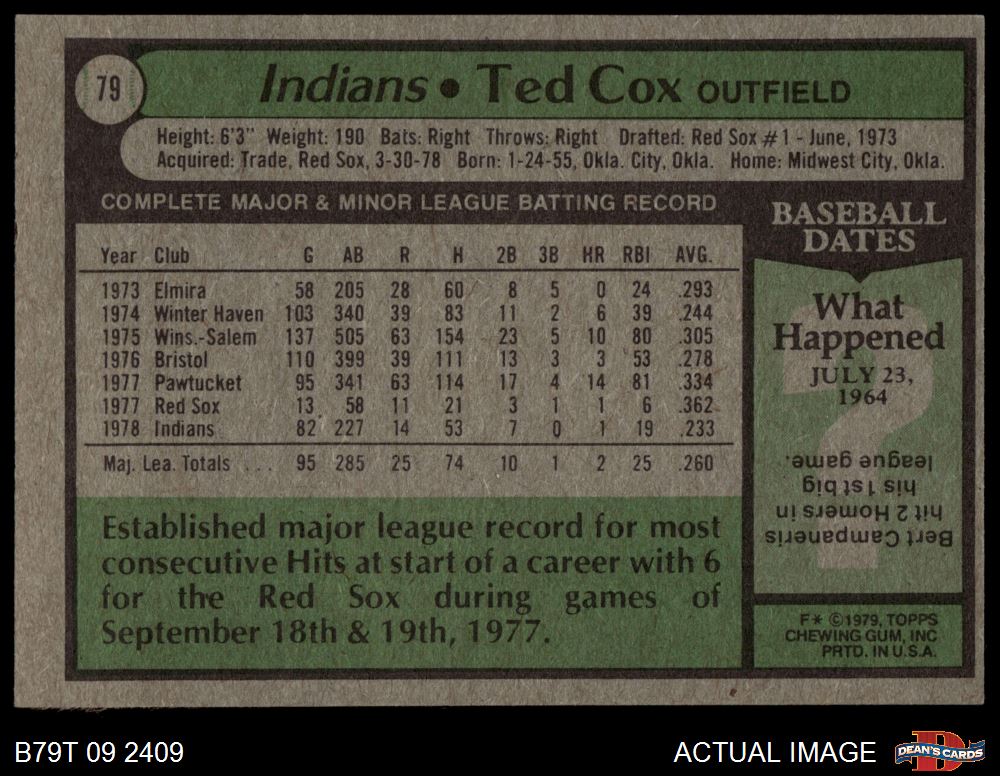 79
Indians • Ted Cox OUTFIELD
Height: 6'3" Weight: 190 Bats: Right Throws: Right Drafted: Red Sox #1 - June, 1973
Acquired: Trade, Red Sox, 3-30-78 Born: 1-24-55, Okla. City, Okla. Home: Midwest City, Okla.
COMPLETE MAJOR & MINOR LEAGUE BATTING RECORD
Year Club G AB R H 2B 3B HR RBI AVG.
1973 Elmira 58 205 28 60 8 5 0 24 .293
1974 Winter Haven 103 340 39 83 11 2 6 39 .244
1975 Wins.-Salem 137 505 63 154 23 5 10 80 .305
1976 Bristol 110 399 39 111 13 3 3 53 .278
1977 Pawtucket 95 341 63 114 17 4 14 81 .334
1977 Red Sox 13 58 11 21 3 1 1 6 .362
1978 Indians 82 227 14 53 7 0 1 19 .233
Maj. Lea. Totals ... 95 285 25 74 10 1 2 25 .260
Established major league record for most
consecutive Hits at start of a career with 6
for the Red Sox during games of
September 18th & 19th, 1977.
BASEBALL
DATES
What
Happened
JULY 23,
1964
?
Bert Campaneris
hit 2 Homers in
his 1st big
league game.
F* ©1979, TOPPS
CHEWING GUM, INC
PRTD. IN U.S.A.
B79T 09 2409
ACTUAL IMAGE
D
DEAN'S CARDS